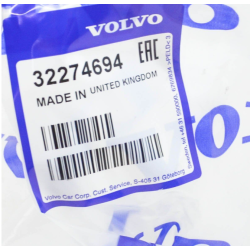 VOLVO
32274694
EAC
MADE IN UNITED KINGDOM
Volvo Car Corp. Cust. Service, S-405 31 Göteborg